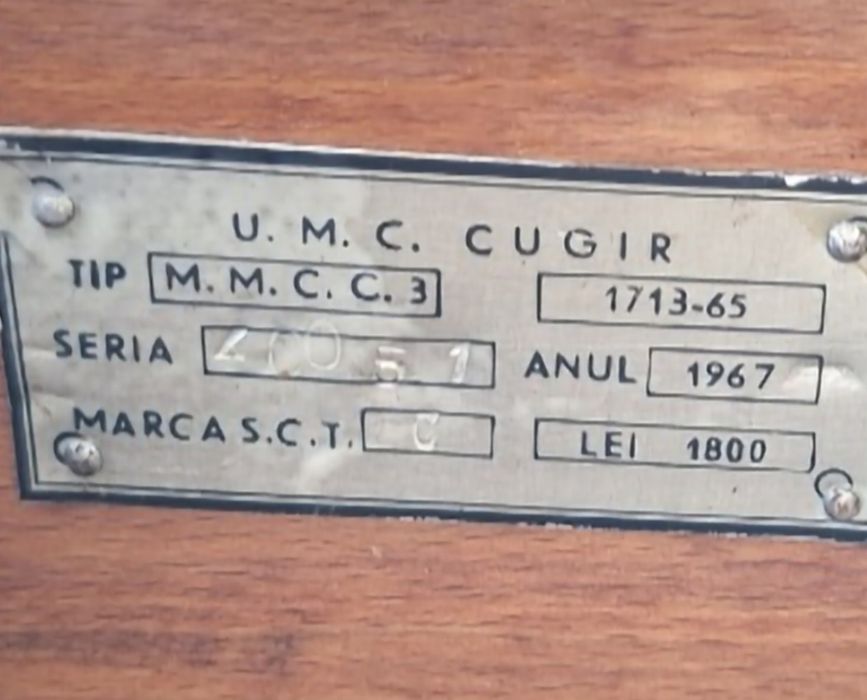 U. M. C. CUGIR
TIP M. M. C. C. 3 1713-65
SERIA ANUL 1967
MARCA S.C.T. C LEI 1800